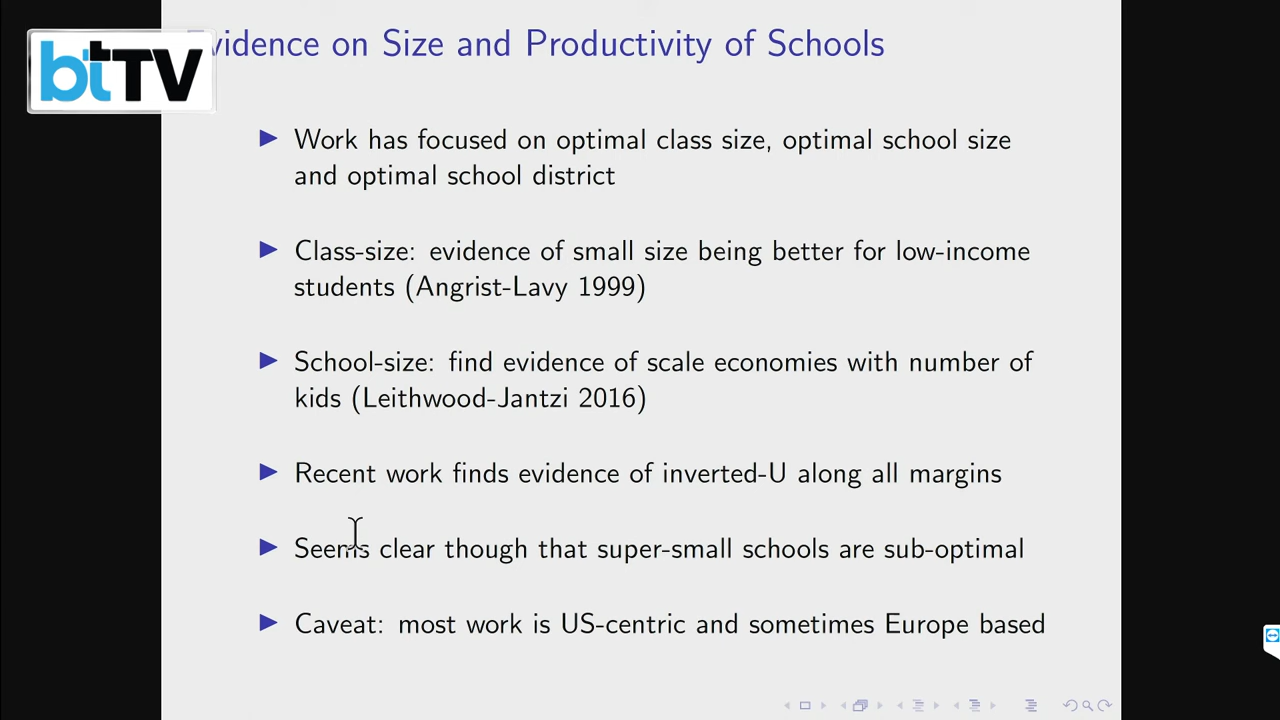 btTV
Evidence on Size and Productivity of Schools
Work has focused on optimal class size, optimal school size
and optimal school district
Class-size: evidence of small size being better for low-income
students (Angrist-Lavy 1999)
School-size: find evidence of scale economies with number of
kids (Leithwood-Jantzi 2016)
Recent work finds evidence of inverted-U along all margins
Seems clear though that super-small schools are sub-optimal
Caveat: most work is US-centric and sometimes Europe based